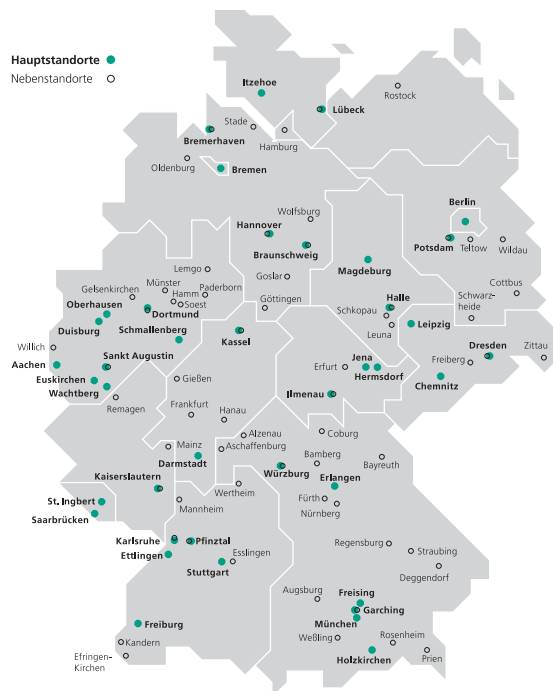 Hauptstandorte
Nebenstandorte
Itzehoe
Rostock
Lübeck
Stade
Bremerhaven
Hamburg
Oldenburg
Bremen
Berlin
Wolfsburg
Hannover
Potsdam
Teltow
Wildau
Braunschweig
Magdeburg
Lemgo
Goslar
Cottbus
Münster
Gelsenkirchen
Hamm
Paderborn
Soest
Oberhausen
Dortmund
Göttingen
Halle
Schkopau
Schwarz-
heide
Duisburg
Schmallenberg
Kassel
Leuna
Leipzig
Willich
Dresden
Zittau
Aachen
Sankt Augustin
Erfurt
Jena
Freiberg
Euskirchen
Hermsdorf
Chemnitz
Wachtberg
Gießen
Ilmenau
Remagen
Frankfurt
Hanau
Coburg
Alzenau
Mainz
Aschaffenburg
Bamberg
Bayreuth
Darmstadt
Würzburg
Kaiserslautern
Wertheim
Erlangen
St. Ingbert
Mannheim
Fürth
Nürnberg
Saarbrücken
Karlsruhe
Pfinztal
Regensburg
Straubing
Ettlingen
Esslingen
Stuttgart
Deggendorf
Augsburg
Freising
Garching
Freiburg
München
Kandern
Weßling
Rosenheim
Efringen-
Kirchen
Holzkirchen
Prien